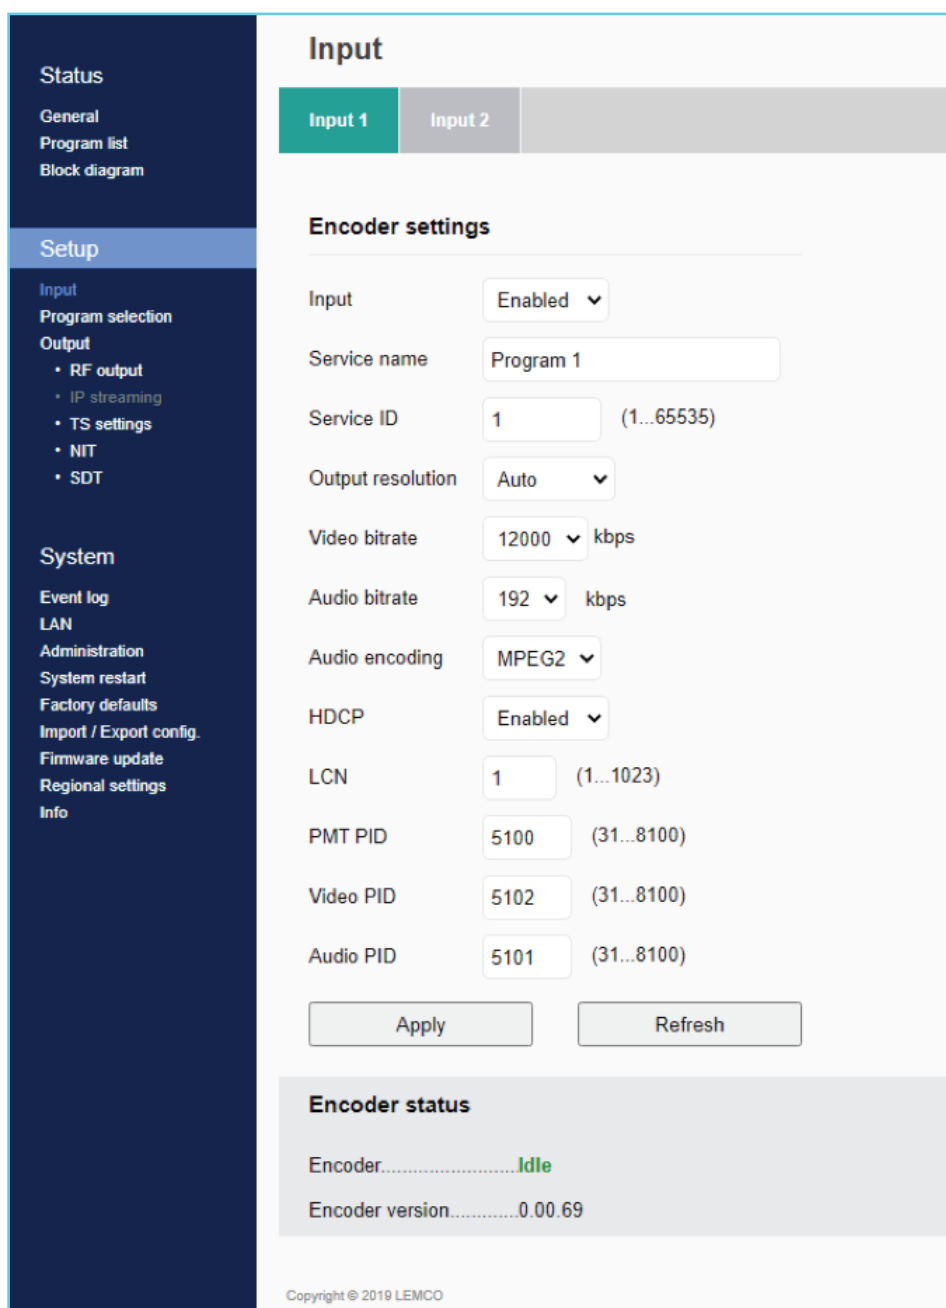 Status
General
Program list
Block diagram
Setup
Input
Program selection
Output
• RF output
• IP streaming
• TS settings
• NIT
• SDT
System
Event log
LAN
Administration
System restart
Factory defaults
Import / Export config.
Firmware update
Regional settings
Info
Input
Input 1 Input 2
Encoder settings
Input Enabled
Service name Program 1
Service ID 1 (1...65535)
Output resolution Auto
Video bitrate 12000 kbps
Audio bitrate 192 kbps
Audio encoding MPEG2
HDCP Enabled
LCN 1 (1...1023)
PMT PID 5100 (31...8100)
Video PID 5102 (31...8100)
Audio PID 5101 (31...8100)
Apply Refresh
Encoder status
Encoder..........................Idle
Encoder version.............0.00.69
Copyright © 2019 LEMCO